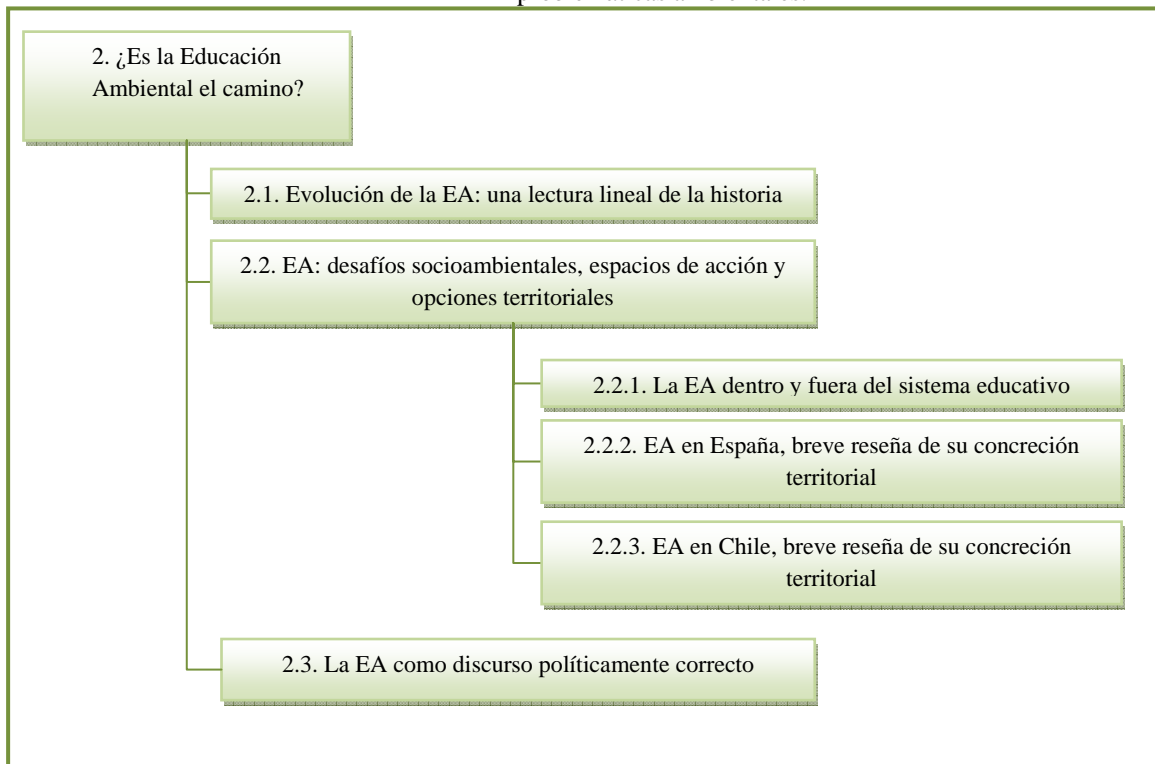 2. ¿Es la Educación
Ambiental el camino?
2.1. Evolución de la EA: una lectura lineal de la historia
2.2. EA: desafíos socioambientales, espacios de acción y
opciones territoriales
2.2.1. La EA dentro y fuera del sistema educativo
2.2.2. EA en España, breve reseña de su concreción
territorial
2.2.3. EA en Chile, breve reseña de su concreción
territorial
2.3. La EA como discurso políticamente correcto